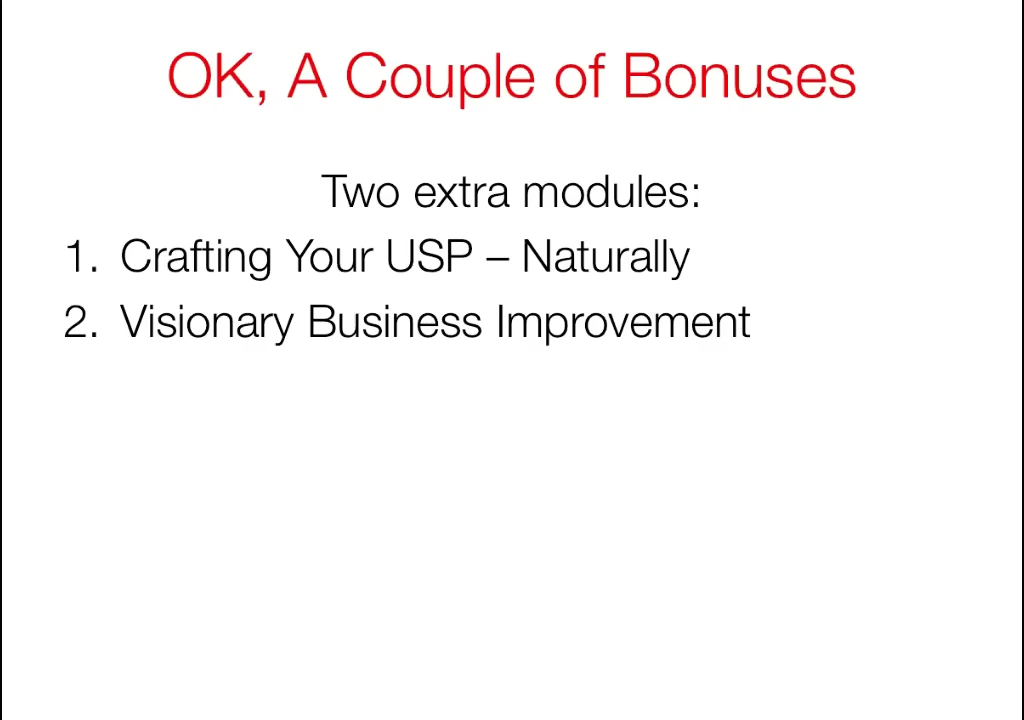 OK, A Couple of Bonuses
Two extra modules:
1. Crafting Your USP – Naturally
2. Visionary Business Improvement